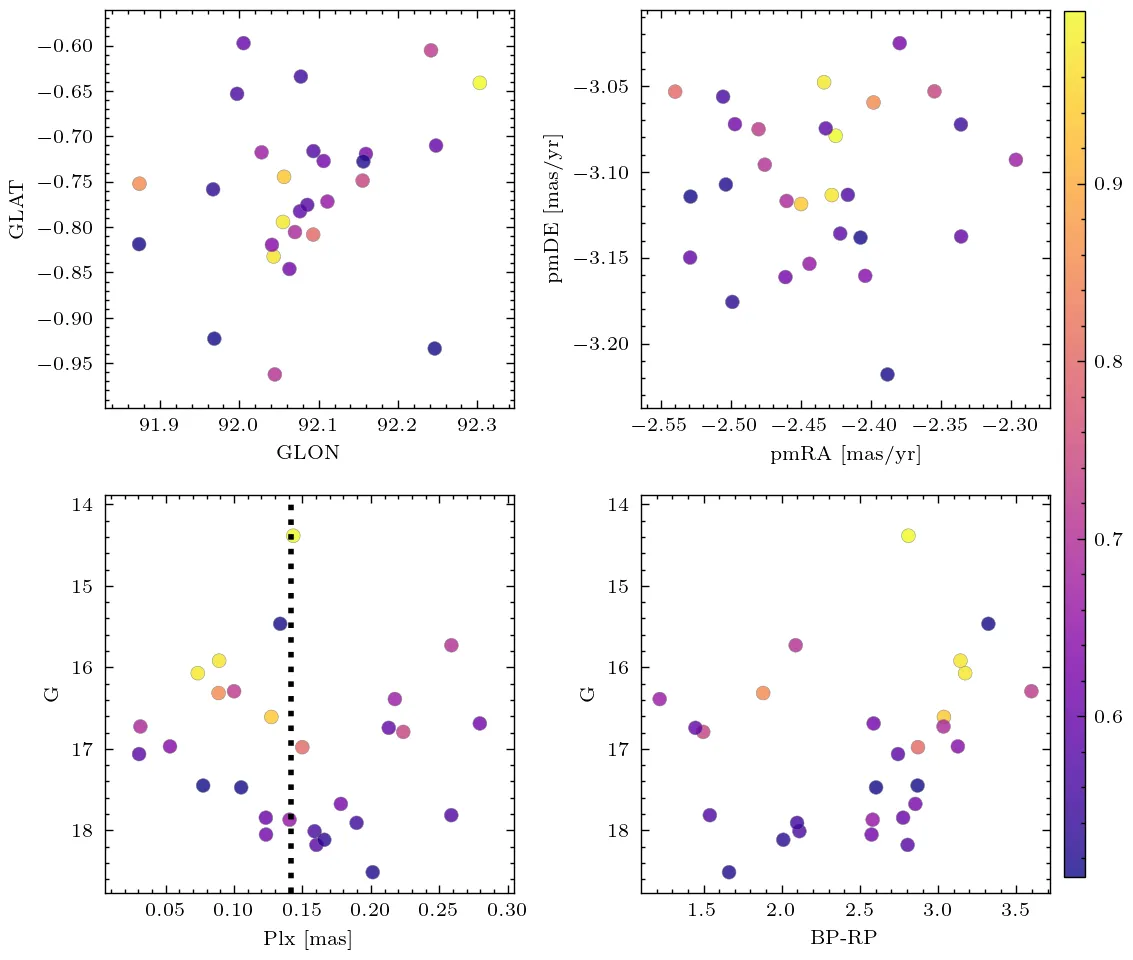 −0.60
−0.65
−0.70
−0.75
−0.80
−0.85
−0.90
−0.95
GLAT
91.9 92.0 92.1 92.2 92.3
GLON
−3.05
−3.10
−3.15
−3.20
pmDE [mas/yr]
−2.55 −2.50 −2.45 −2.40 −2.35 −2.30
pmRA [mas/yr]
0.9
0.8
0.7
0.6
14
15
16
17
18
G
0.05 0.10 0.15 0.20 0.25 0.30
Plx [mas]
14
15
16
17
18
G
1.5 2.0 2.5 3.0 3.5
BP-RP